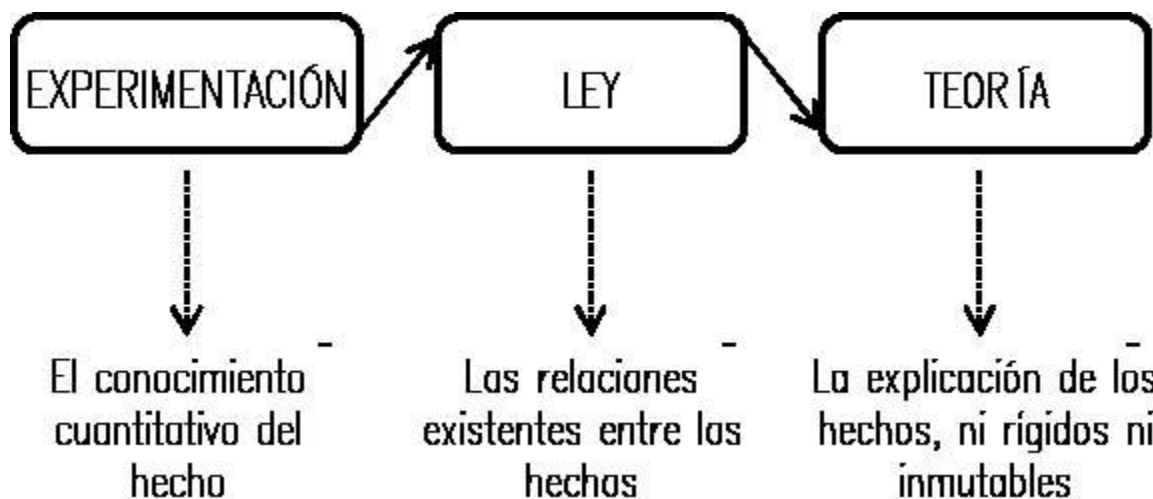 EXPERIMENTACIÓN
LEY
TEORÍA
El conocimiento
cuantitativo del
hecho
Las relaciones
existentes entre los
hechos
La explicación de los
hechos, ni rígidos ni
inmutables